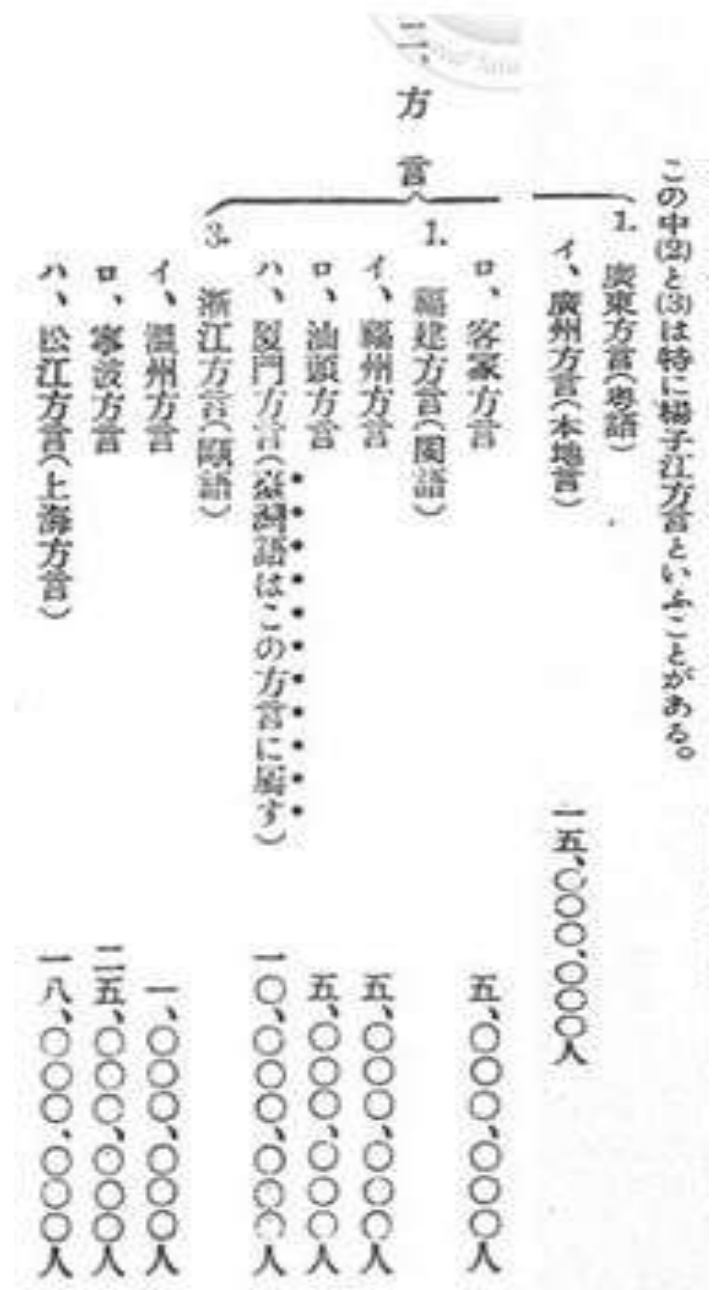 この中(2)と(3)は特に揚子江方言といふことがある。
二、方言
1. 廣東方言(粤語)
イ、廣州方言(本地言) 一五、〇〇〇、〇〇〇人
ロ、客家方言 五、〇〇〇、〇〇〇人
1. 福建方言(閩語)
イ、福州方言 五、〇〇〇、〇〇〇人
ロ、汕頭方言 五、〇〇〇、〇〇〇人
ハ、厦門方言(臺灣語はこの方言に屬す) 一〇、〇〇〇、〇〇〇人
3. 浙江方言(甌語)
イ、溫州方言 一、〇〇〇、〇〇〇人
ロ、寧波方言 二五、〇〇〇、〇〇〇人
ハ、松江方言(上海方言) 一八、〇〇〇、〇〇〇人